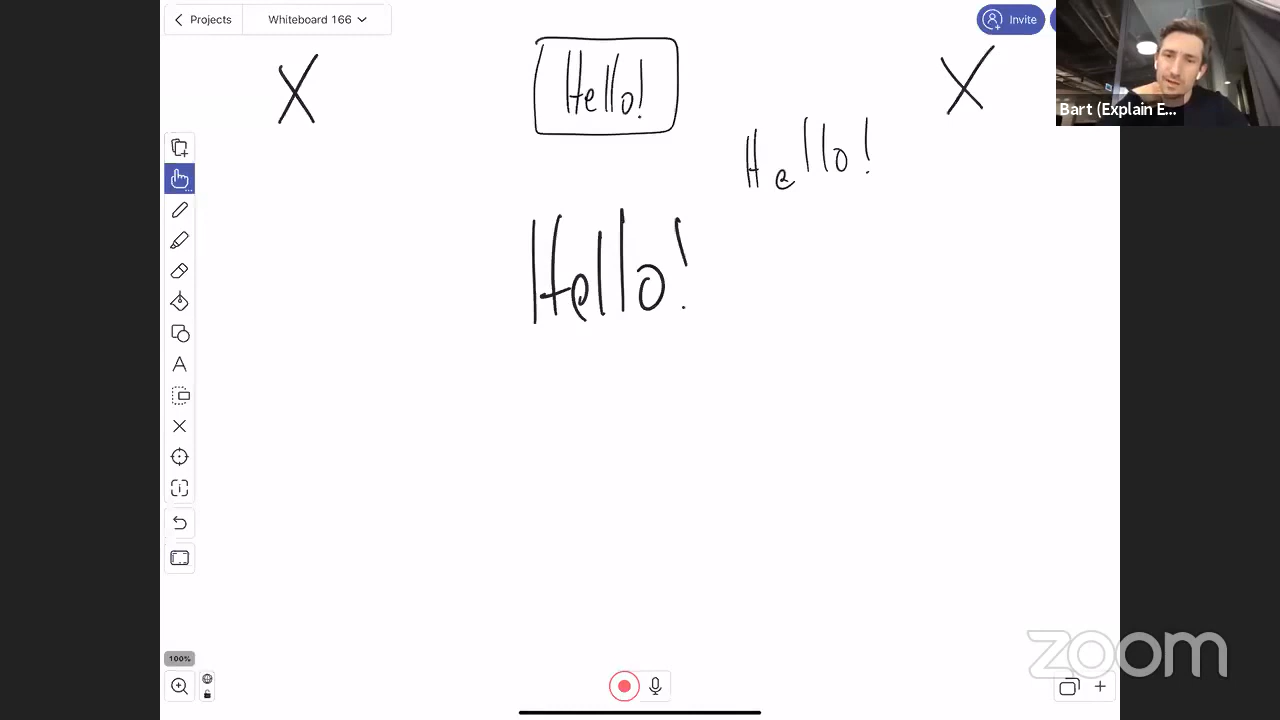 Projects
Whiteboard 166
Invite
X
Hello!
X
Bart (Explain E...
Hello!
Hello!
A
100%
zoom